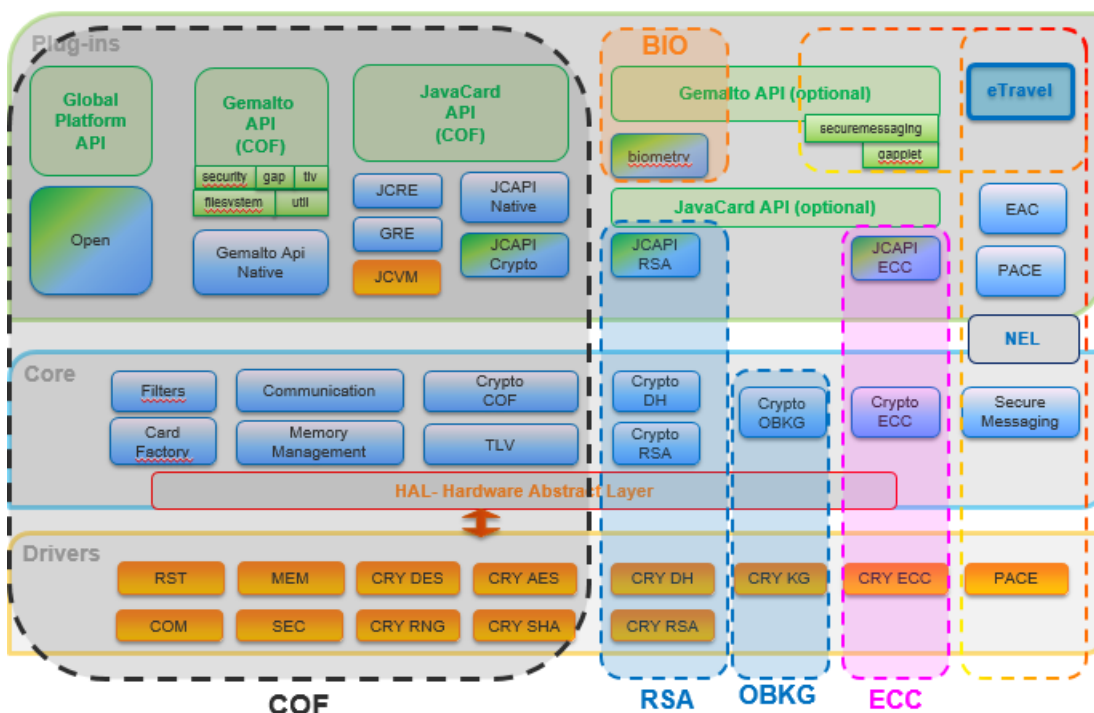 Plug-ins
BIO
Global
Platform
API
Gemalto
API
(COF)
JavaCard
API
(COF)
Gemalto API (optional)
eTravel
securemessaging
gapplet
biometry
security
gap
tlv
filesystem
util
JCRE
JCAPI
Native
JavaCard API (optional)
EAC
Open
Gemalto Api
Native
GRE
JCAPI
Crypto
JCAPI
RSA
JCAPI
ECC
PACE
JCVM
NEL
Core
Filters
Communication
Crypto
COF
Crypto
DH
Crypto
OBKG
Crypto
ECC
Secure
Messaging
Card
Factory
Memory
Management
TLV
Crypto
RSA
HAL- Hardware Abstract Layer
Drivers
RST
MEM
CRY DES
CRY AES
CRY DH
CRY KG
CRY ECC
PACE
COM
SEC
CRY RNG
CRY SHA
CRY RSA
COF
RSA
OBKG
ECC